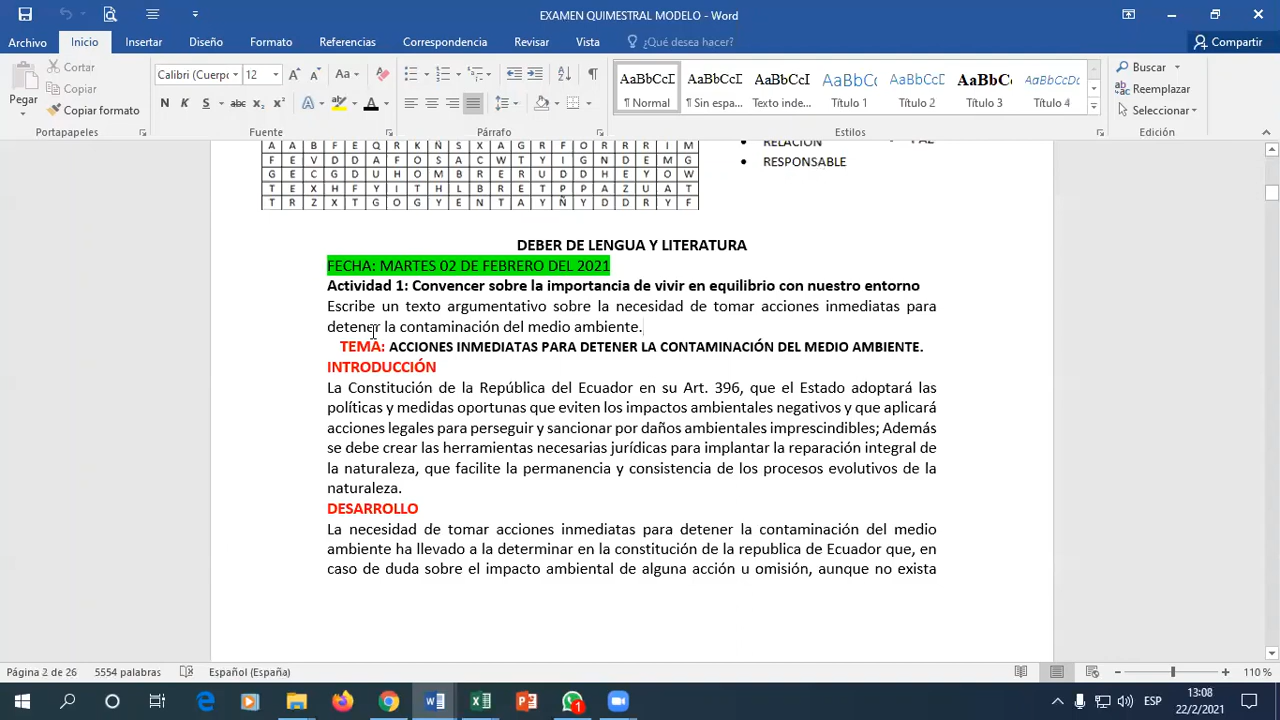 EXAMEN QUIMESTRAL MODELO - Word
Archivo Inicio Insertar Diseño Formato Referencias Correspondencia Revisar Vista ¿Qué desea hacer? Compartir
Pegar
Cortar
Copiar
Copiar formato
Portapapeles
Calibri (Cuerpo 12
Fuente
Párrafo
AaBbCcI ¶ Normal
AaBbCcD ¶ Sin espa...
AaBbCcI Texto inde...
AaBbC Título 1
AaBbCcD Título 2
AaBbCc Título 3
AaBbCcDc Título 4
Estilos
Buscar
Reemplazar
Seleccionar
Edición
A A B F E Q R K Ñ S X A G R F O R R R I M
F E V D D A F O S A C W T Y I G N D E M G
G E C G D U H O M B R E R U D D H E Y O W
T E X H F Y I T H L B R E T P P A Z U A T
T R Z X T G O G Y E N T A Y Ñ Y D D R Y F
• RELACIÓN
• RESPONSABLE
DEBER DE LENGUA Y LITERATURA
FECHA: MARTES 02 DE FEBRERO DEL 2021
Actividad 1: Convencer sobre la importancia de vivir en equilibrio con nuestro entorno
Escribe un texto argumentativo sobre la necesidad de tomar acciones inmediatas para
detener la contaminación del medio ambiente.
TEMA: ACCIONES INMEDIATAS PARA DETENER LA CONTAMINACIÓN DEL MEDIO AMBIENTE.
INTRODUCCIÓN
La Constitución de la República del Ecuador en su Art. 396, que el Estado adoptará las
políticas y medidas oportunas que eviten los impactos ambientales negativos y que aplicará
acciones legales para perseguir y sancionar por daños ambientales imprescindibles; Además
se debe crear las herramientas necesarias jurídicas para implantar la reparación integral de
la naturaleza, que facilite la permanencia y consistencia de los procesos evolutivos de la
naturaleza.
DESARROLLO
La necesidad de tomar acciones inmediatas para detener la contaminación del medio
ambiente ha llevado a la determinar en la constitución de la republica de Ecuador que, en
caso de duda sobre el impacto ambiental de alguna acción u omisión, aunque no exista
Página 2 de 26 5554 palabras Español (España) 110 %
ESP
13:08
22/2/2021